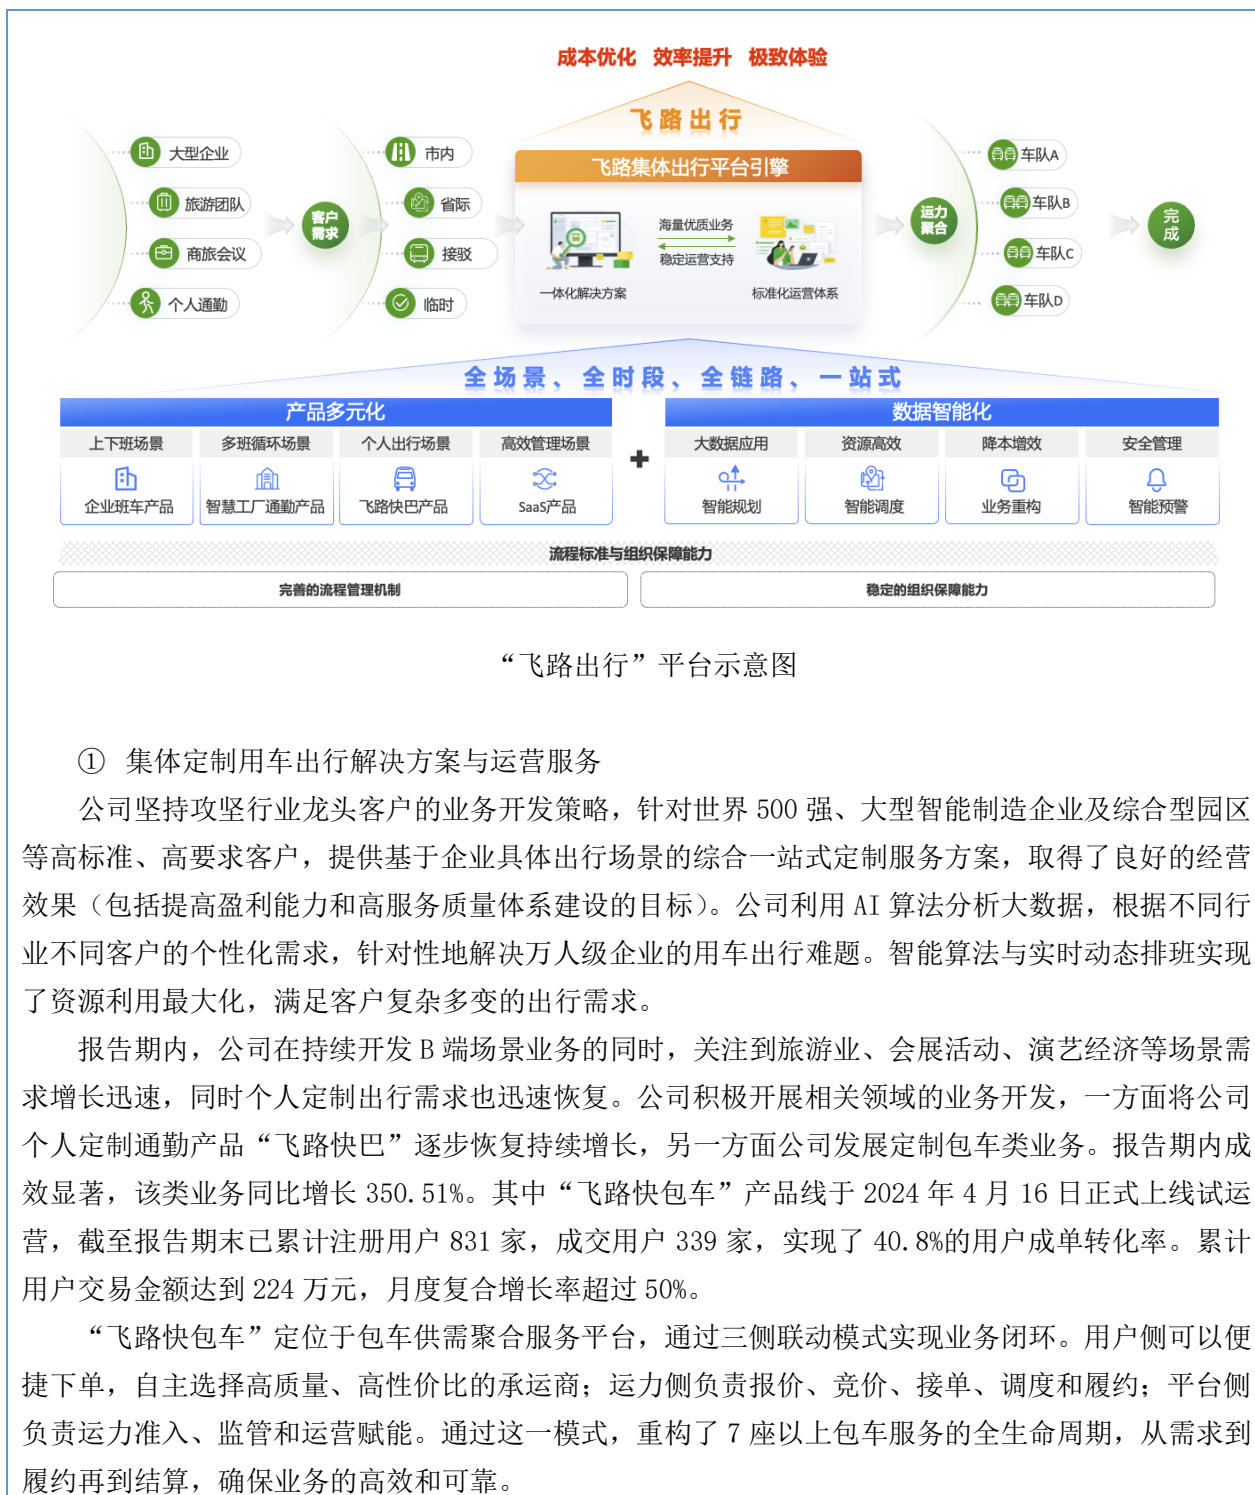 成本优化 效率提升 极致体验
飞路出行
飞路集体出行平台引擎
大型企业
旅游团队
商旅会议
个人通勤
客户
需求
市内
省际
接驳
临时
海量优质业务
稳定运营支持
一体化解决方案
标准化运营体系
运力
聚合
车队A
车队B
车队C
车队D
完
成
全场景、全时段、全链路、一站式
产品多元化
上下班场景 多班循环场景 个人出行场景 高效管理场景
企业班车产品 智慧工厂通勤产品 飞路快巴产品 SaaS产品
数据智能化
大数据应用 资源高效 降本增效 安全管理
智能规划 智能调度 业务重构 智能预警
流程标准与组织保障能力
完善的流程管理机制 稳定的组织保障能力
“飞路出行”平台示意图
① 集体定制用车出行解决方案与运营服务
公司坚持攻坚行业龙头客户的业务开发策略，针对世界 500 强、大型智能制造企业及综合型园区
等高标准、高要求客户，提供基于企业具体出行场景的综合一站式定制服务方案，取得了良好的经营
效果（包括提高盈利能力和高服务质量体系建设的目标）。公司利用 AI 算法分析大数据，根据不同行
业不同客户的个性化需求，针对性地解决万人级企业的用车出行难题。智能算法与实时动态排班实现
了资源利用最大化，满足客户复杂多变的出行需求。
报告期内，公司在持续开发 B 端场景业务的同时，关注到旅游业、会展活动、演艺经济等场景需
求增长迅速，同时个人定制出行需求也迅速恢复。公司积极开展相关领域的业务开发，一方面将公司
个人定制通勤产品“飞路快巴”逐步恢复持续增长，另一方面公司发展定制包车类业务。报告期内成
效显著，该类业务同比增长 350.51%。其中“飞路快包车”产品线于 2024 年 4 月 16 日正式上线试运
营，截至报告期末已累计注册用户 831 家，成交用户 339 家，实现了 40.8%的用户成单转化率。累计
用户交易金额达到 224 万元，月度复合增长率超过 50%。
“飞路快包车”定位于包车供需聚合服务平台，通过三侧联动模式实现业务闭环。用户侧可以便
捷下单，自主选择高质量、高性价比的承运商；运力侧负责报价、竞价、接单、调度和履约；平台侧
负责运力准入、监管和运营赋能。通过这一模式，重构了 7 座以上包车服务的全生命周期，从需求到
履约再到结算，确保业务的高效和可靠。